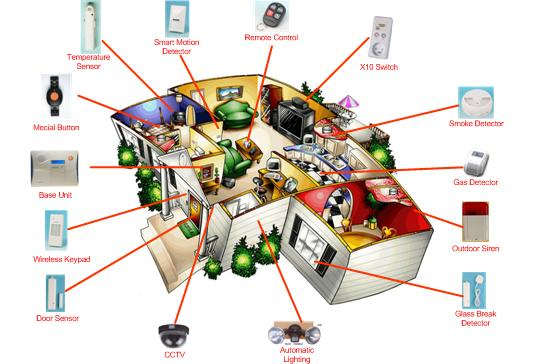 Temperature
Sensor
Smart Motion
Detector
Remote Control
X10 Switch
Mecial Button
Smoke Detector
Base Unit
Gas Detector
Wireless Keypad
Outdoor Siren
Door Sensor
Glass Break
Detector
CCTV
Automatic
Lighting